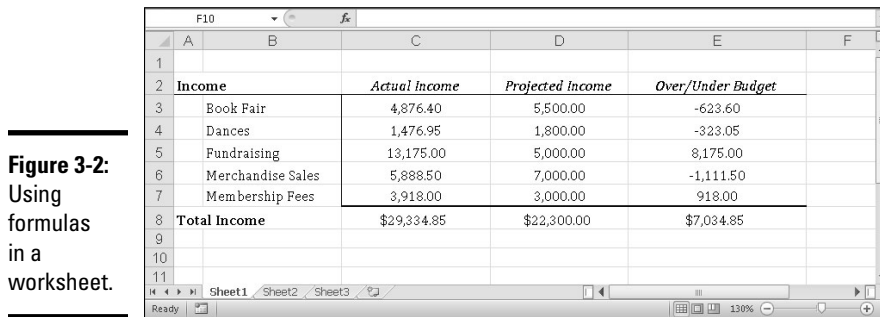 Figure 3-2:
Using
formulas
in a
worksheet.
F10 fx
A B C D E F
1
2 Income Actual Income Projected Income Over/Under Budget
3 Book Fair 4,876.40 5,500.00 -623.60
4 Dances 1,476.95 1,800.00 -323.05
5 Fundraising 13,175.00 5,000.00 8,175.00
6 Merchandise Sales 5,888.50 7,000.00 -1,111.50
7 Membership Fees 3,918.00 3,000.00 918.00
8 Total Income $29,334.85 $22,300.00 $7,034.85
9
10
11
Sheet1 Sheet2 Sheet3
Ready 130%